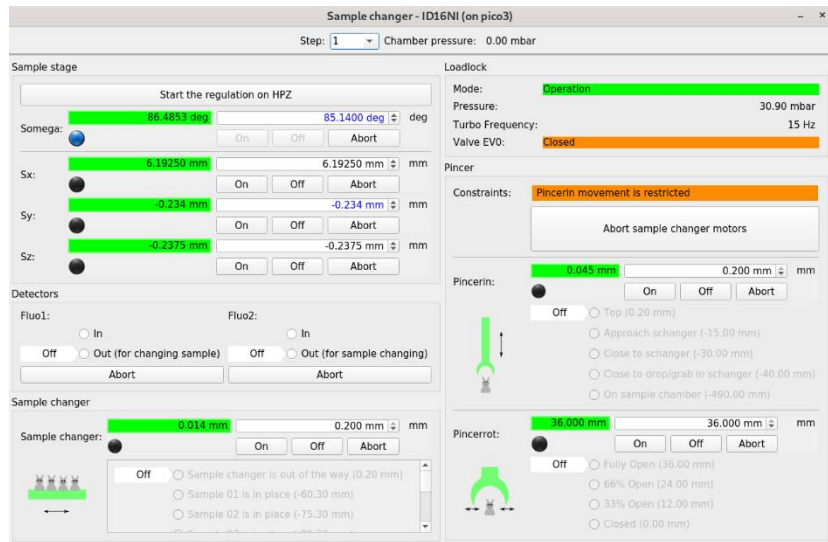 Sample changer - ID16NI (on pico3)
Step: 1 Chamber pressure: 0.00 mbar
Sample stage
Start the regulation on HPZ
Somega: 86.4853 deg 85.1400 deg deg
On Off Abort
Sx: 6.19250 mm 6.19250 mm mm
On Off Abort
Sy: -0.234 mm -0.234 mm mm
On Off Abort
Sz: -0.2375 mm -0.2375 mm mm
On Off Abort
Detectors
Fluo1: Fluo2:
In In
Off Out (for changing sample) Off Out (for sample changing)
Abort Abort
Sample changer
Sample changer: 0.014 mm 0.200 mm mm
On Off Abort
Off Sample changer is out of the way (0.20 mm)
Sample 01 is in place (-60.30 mm)
Sample 02 is in place (-75.30 mm)
Loadlock
Mode: Operation
Pressure: 30.90 mbar
Turbo Frequency: 15 Hz
Valve EV0: Closed
Pincer
Constraints: Pincerin movement is restricted
Abort sample changer motors
Pincerin: 0.045 mm 0.200 mm mm
On Off Abort
Off Top (0.20 mm)
Approach schanger (-15.00 mm)
Close to schanger (-30.00 mm)
Close to drop/grab in schanger (-40.00 mm)
On sample chamber (-490.00 mm)
Pincerrot: 36.000 mm 36.000 mm mm
On Off Abort
Off Fully Open (36.00 mm)
66% Open (24.00 mm)
33% Open (12.00 mm)
Closed (0.00 mm)